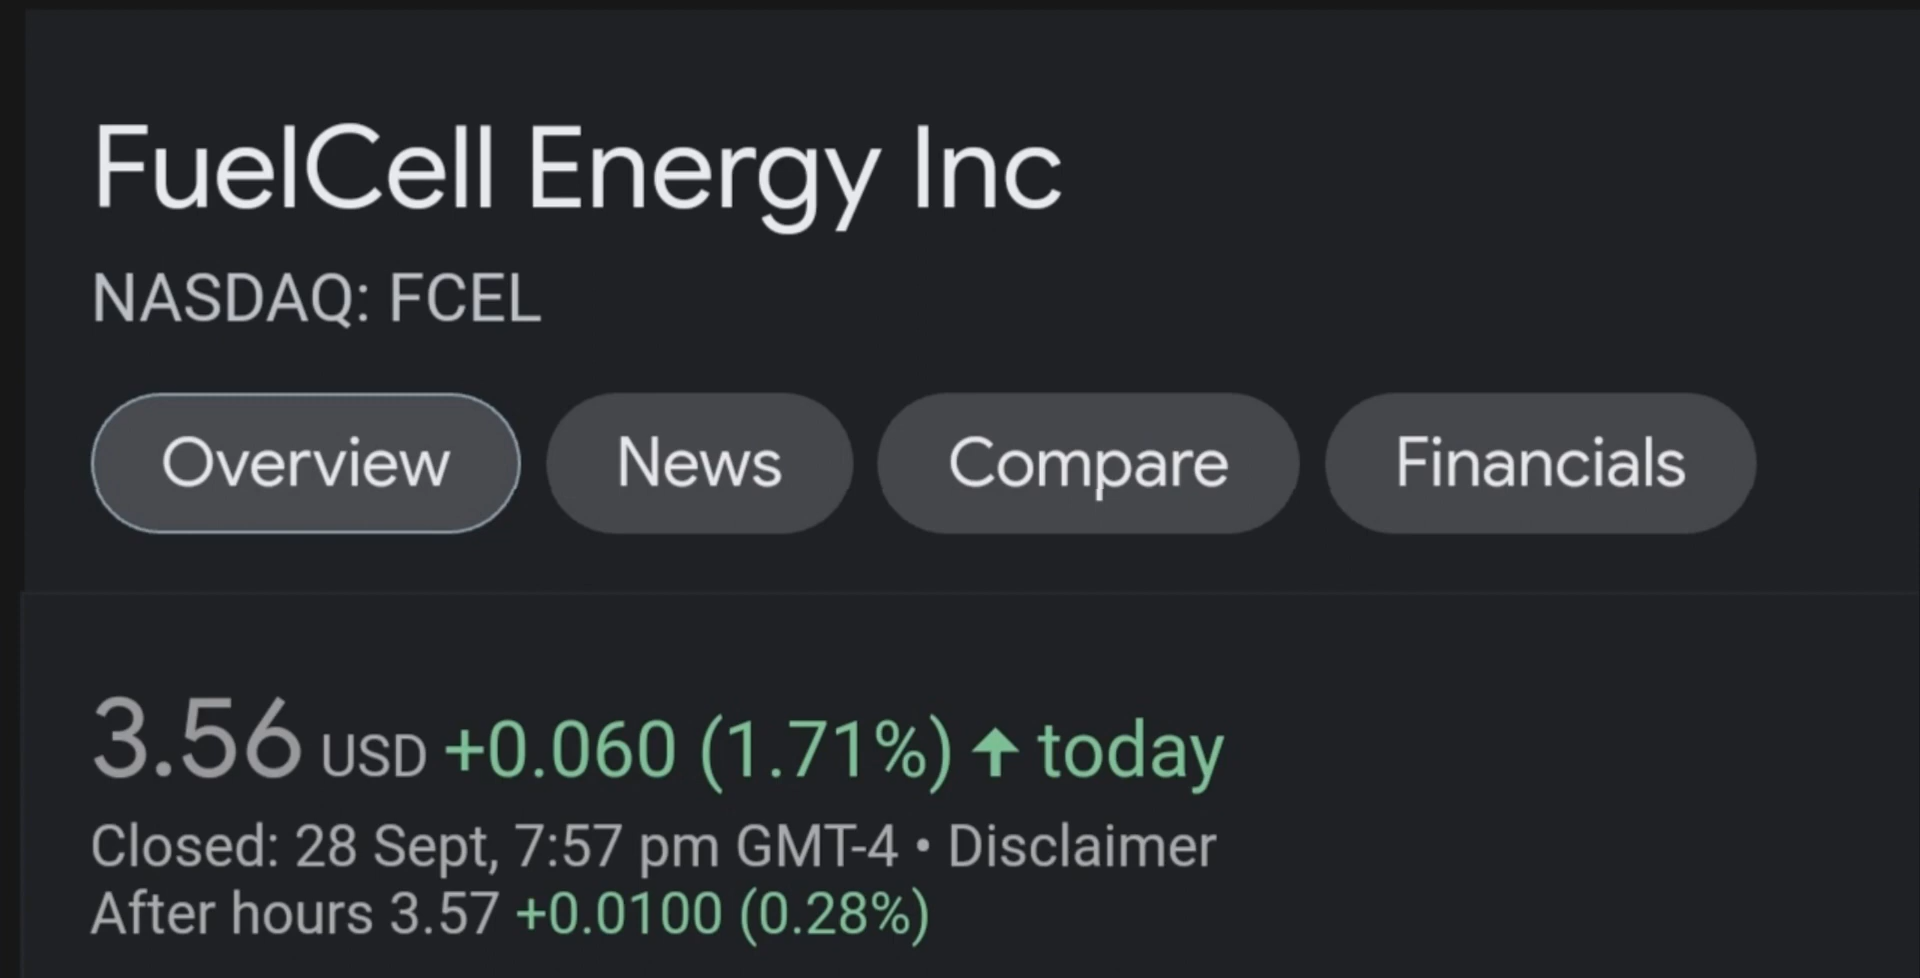 FuelCell Energy Inc
NASDAQ: FCEL
Overview News Compare Financials
3.56 USD +0.060 (1.71%) ↑ today
Closed: 28 Sept, 7:57 pm GMT-4 • Disclaimer
After hours 3.57 +0.0100 (0.28%)